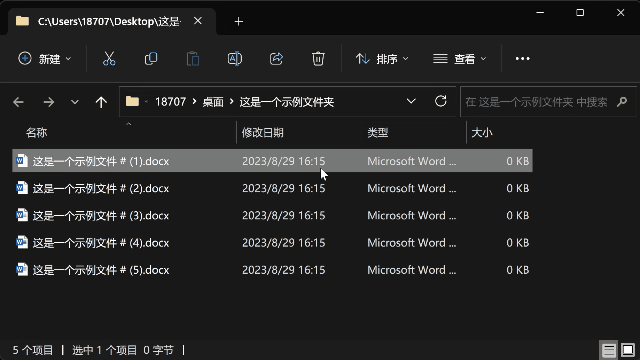 C:\Users\18707\Desktop\这是
新建
排序
查看
18707 > 桌面 > 这是一个示例文件夹
在 这是一个示例文件夹 中搜索
名称 修改日期 类型 大小
这是一个示例文件 # (1).docx 2023/8/29 16:15 Microsoft Word ... 0 KB
这是一个示例文件 # (2).docx 2023/8/29 16:15 Microsoft Word ... 0 KB
这是一个示例文件 # (3).docx 2023/8/29 16:15 Microsoft Word ... 0 KB
这是一个示例文件 # (4).docx 2023/8/29 16:15 Microsoft Word ... 0 KB
这是一个示例文件 # (5).docx 2023/8/29 16:15 Microsoft Word ... 0 KB
5 个项目 | 选中 1 个项目 0 字节 |